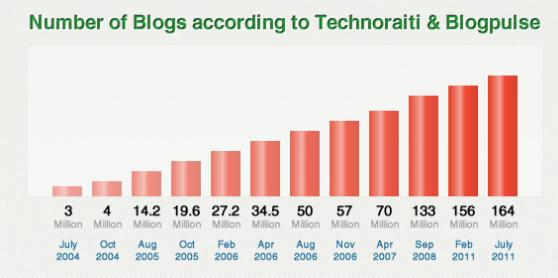 Number of Blogs according to Technoraiti & Blogpulse
3 4 14.2 19.6 27.2 34.5 50 57 70 133 156 164
Million Million Million Million Million Million Million Million Million Million Million Million
July Oct Aug Oct Feb Apr Aug Nov Apr Sep Feb July
2004 2004 2005 2005 2006 2006 2006 2006 2007 2008 2011 2011